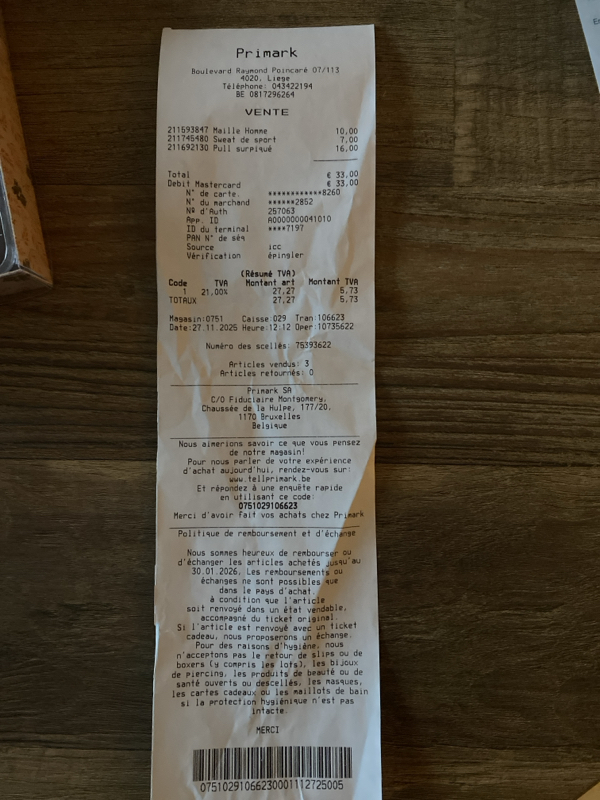 Primark
Boulevard Raymond Poincaré 07/113
4020, Liege
Téléphone: 043422194
BE 0817296264
VENTE
211693847 Maille Homme 10,00
211745480 Sweat de sport 7,00
211692130 Pull surpiqué 16,00
Total € 33,00
Debit Mastercard € 33,00
N° de carte. ************8260
N° du marchand ******2852
Nº d'Auth 257063
App. ID A0000000041010
ID du terminal ****7197
PAN N° de séq
Source icc
Vérification épingler
(Résumé TVA)
Code TVA Montant art Montant TVA
1 21,00% 27,27 5,73
TOTAUX 27,27 5,73
Magasin:0751 Caisse 029 Tran:106623
Date:27.11.2025 Heure:12:12 Oper:10735622
Numéro des scellés: 75393622
Articles vendus: 3
Articles retournés: 0
Primark SA
C/O Fiduciaire Montgomery,
Chaussée de la Hulpe, 177/20.
1170 Bruxelles
Belgique
Nous aimerions savoir ce que vous pensez
de notre magasin!
Pour nous parler de votre expérience
d'achat aujourd'hui, rendez-vous sur:
www.tellprimark.be
Et répondez à une enquête rapide
en utilisant ce code:
0751029106623
Merci d'avoir fait vos achats chez Primark
Politique de remboursement et d'échange
Nous sommes heureux de rembourser ou
d'échanger les articles achetés jusqu'au
30.01.2026. Les remboursements ou
échanges ne sont possibles que
dans le pays d'achat.
à condition que l'article
soit renvoyé dans un état vendable,
accompagné du ticket original.
Si l'article est renvoyé avec un ticket
cadeau, nous proposerons un échange.
Pour des raisons d'hygiène, nous
n'acceptons pas le retour de slips ou de
boxers (y compris les lots), les bijoux
de piercing, les produits de beauté ou de
santé ouverts ou descellés, les masques,
les cartes cadeaux ou les maillots de bain
si la protection hygiénique n'est pas
intacte.
MERCI
07510291066230001112725005